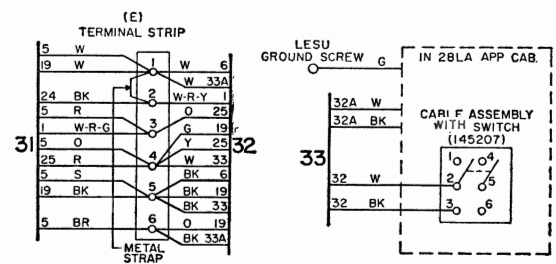 (E)
TERMINAL STRIP
5 W
19 W
24 BK
5 R
1 W-R-G
5 O
25 R
5 S
19 BK
5 BR
31
1
2
3
4
5
6
METAL
STRAP
W 6
W 33A
W-R-Y 1
O 25
G 19
Y 25
W 33
BK 6
BK 19
BK 33
O 19
BK 33A
32
LESU
GROUND SCREW G
IN 28LA APP CAB.
32A W
32A BK
33
32 W
32 BK
CABLE ASSEMBLY
WITH SWITCH
(145207)
1 4
2 5
3 6